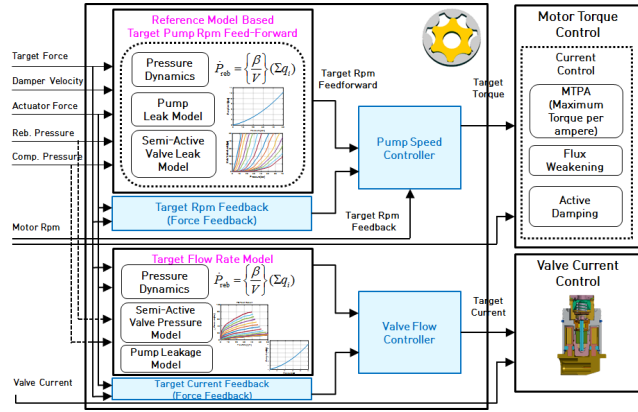 Target Force
Damper Velocity
Actuator Force
Reb. Pressure
Comp. Pressure
Motor Rpm
Valve Current
Reference Model Based
Target Pump Rpm Feed-Forward
Pressure
Dynamics
Ṗreb = {β/V}(Σqi)
Pump
Leak Model
Semi-Active
Valve Leak
Model
Target Rpm Feedback
(Force Feedback)
Target Rpm
Feedforward
Pump Speed
Controller
Target Rpm
Feedback
Target
Torque
Motor Torque
Control
Current
Control
MTPA
(Maximum
Torque per
ampere)
Flux
Weakening
Active
Damping
Target Flow Rate Model
Pressure
Dynamics
Ṗreb = {β/V}(Σqi)
Semi-Active
Valve Pressure
Model
Pump Leakage
Model
Target Current Feedback
(Force Feedback)
Valve Flow
Controller
Target
Current
Valve Current
Control